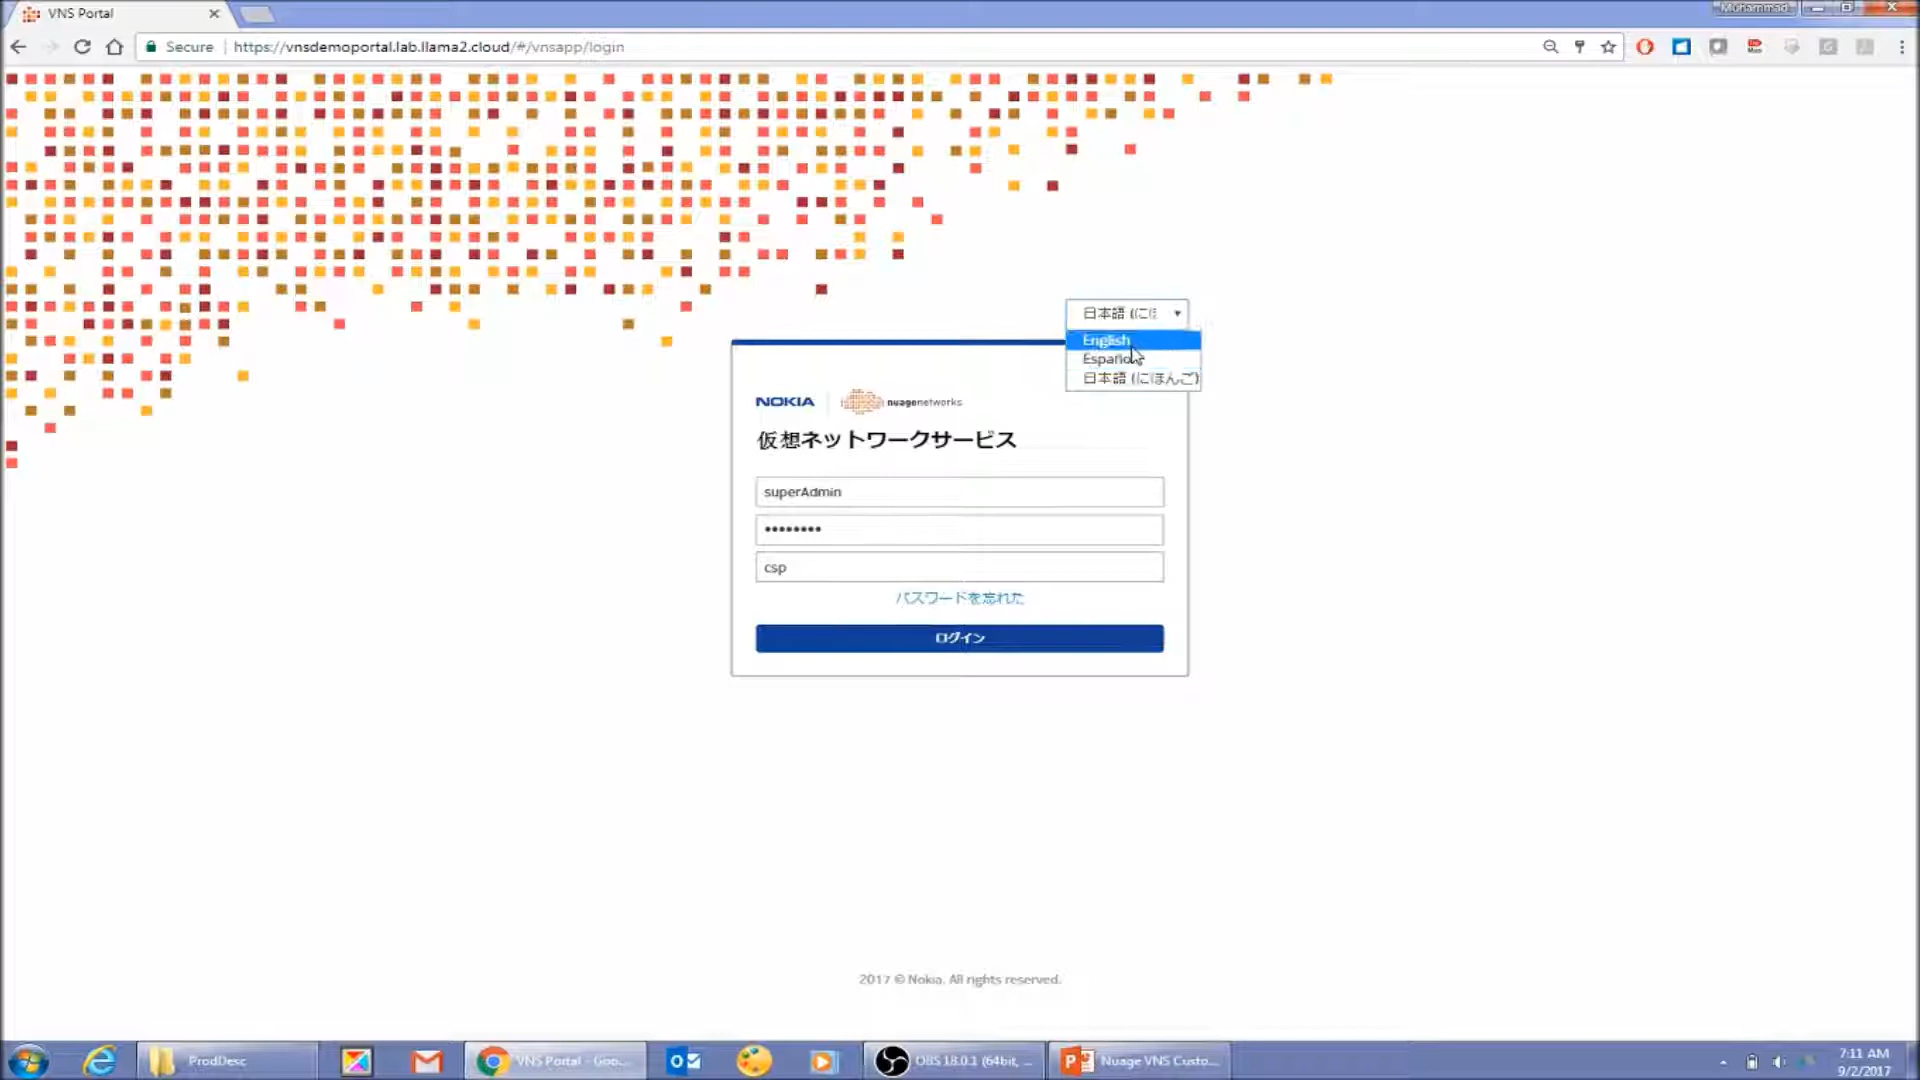 VNS Portal
Muhammad
Secure
https://vnsdemoportal.lab.llama2.cloud/#/vnsapp/login
日本語 (にほ
English
Español
日本語 (にほんご)
NOKIA
nuagenetworks
仮想ネットワークサービス
superAdmin
••••••••
csp
パスワードを忘れた
ログイン
2017 © Nokia. All rights reserved.
ProdDesc
VNS Portal - Goo...
OBS 18.0.1 (64bit, ...
Nuage VNS Custo...
7:11 AM
9/2/2017